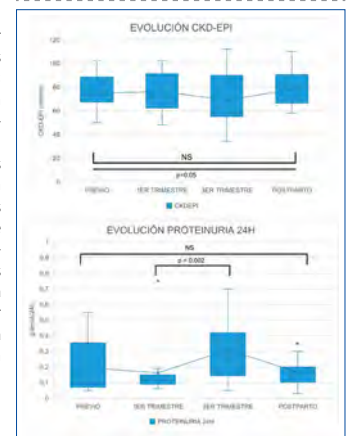 EVOLUCIÓN CKD-EPI
120
100
80
60
40
20
0
NS
p=0.05
PREVIO 1ER TRIMESTRE 3ER TRIMESTRE POSTPARTO
CKDEPI
EVOLUCIÓN PROTEINURIA 24H
1
0,9
0,8
0,7
0,6
0,5
0,4
0,3
0,2
0,1
0
NS
p = 0.002
PREVIO 1ER TRIMESTRE 3ER TRIMESTRE POSTPARTO
PROTEINURIA 24H